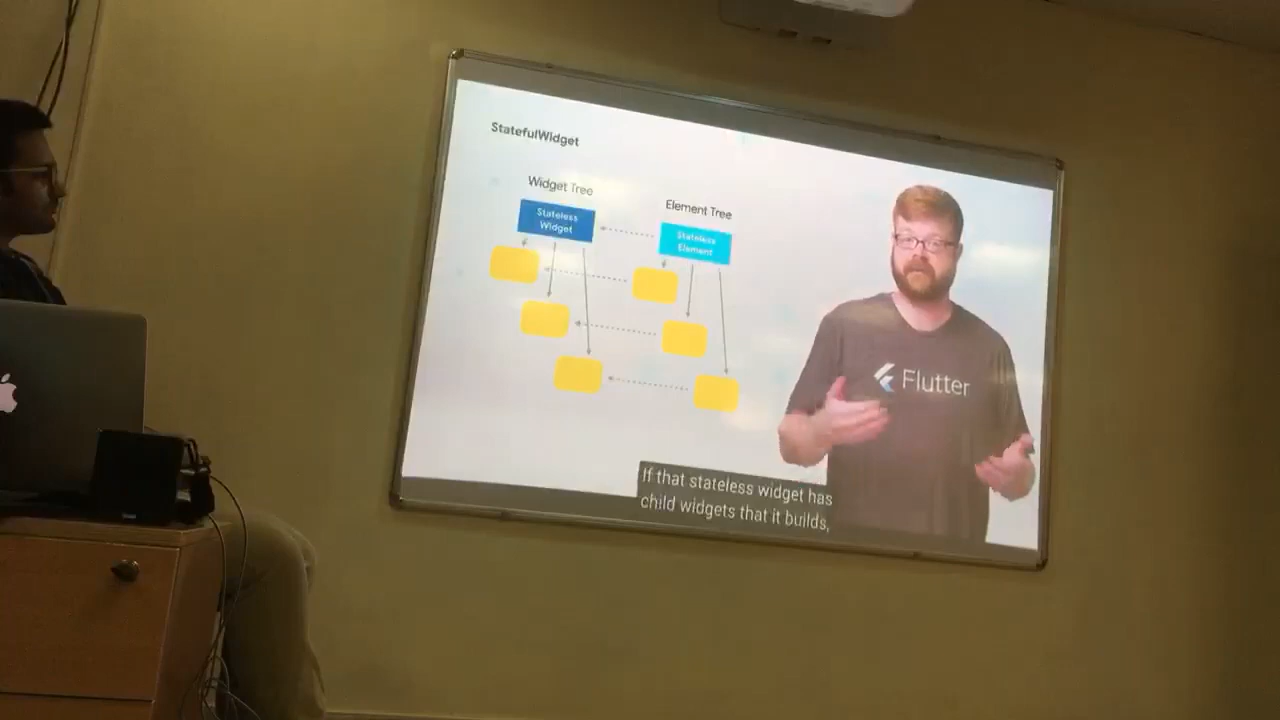 StatefulWidget
Widget Tree
Element Tree
Stateless
Widget
Stateless
Element
Flutter
If that stateless widget has
child widgets that it builds,